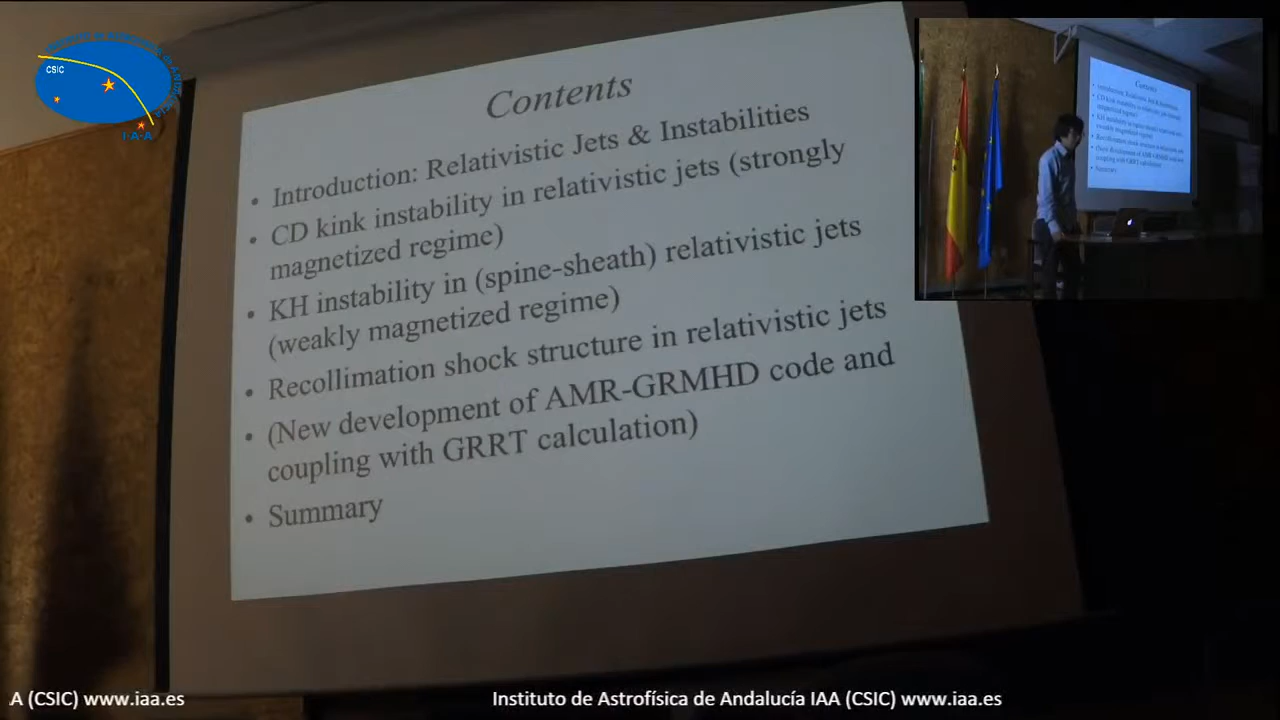 CSIC
I·A·A
Contents
• Introduction: Relativistic Jets & Instabilities
• CD kink instability in relativistic jets (strongly
magnetized regime)
• KH instability in (spine-sheath) relativistic jets
(weakly magnetized regime)
• Recollimation shock structure in relativistic jets
• (New development of AMR-GRMHD code and
coupling with GRRT calculation)
• Summary
Contents
Summary
A (CSIC) www.iaa.es
Instituto de Astrofísica de Andalucía IAA (CSIC) www.iaa.es